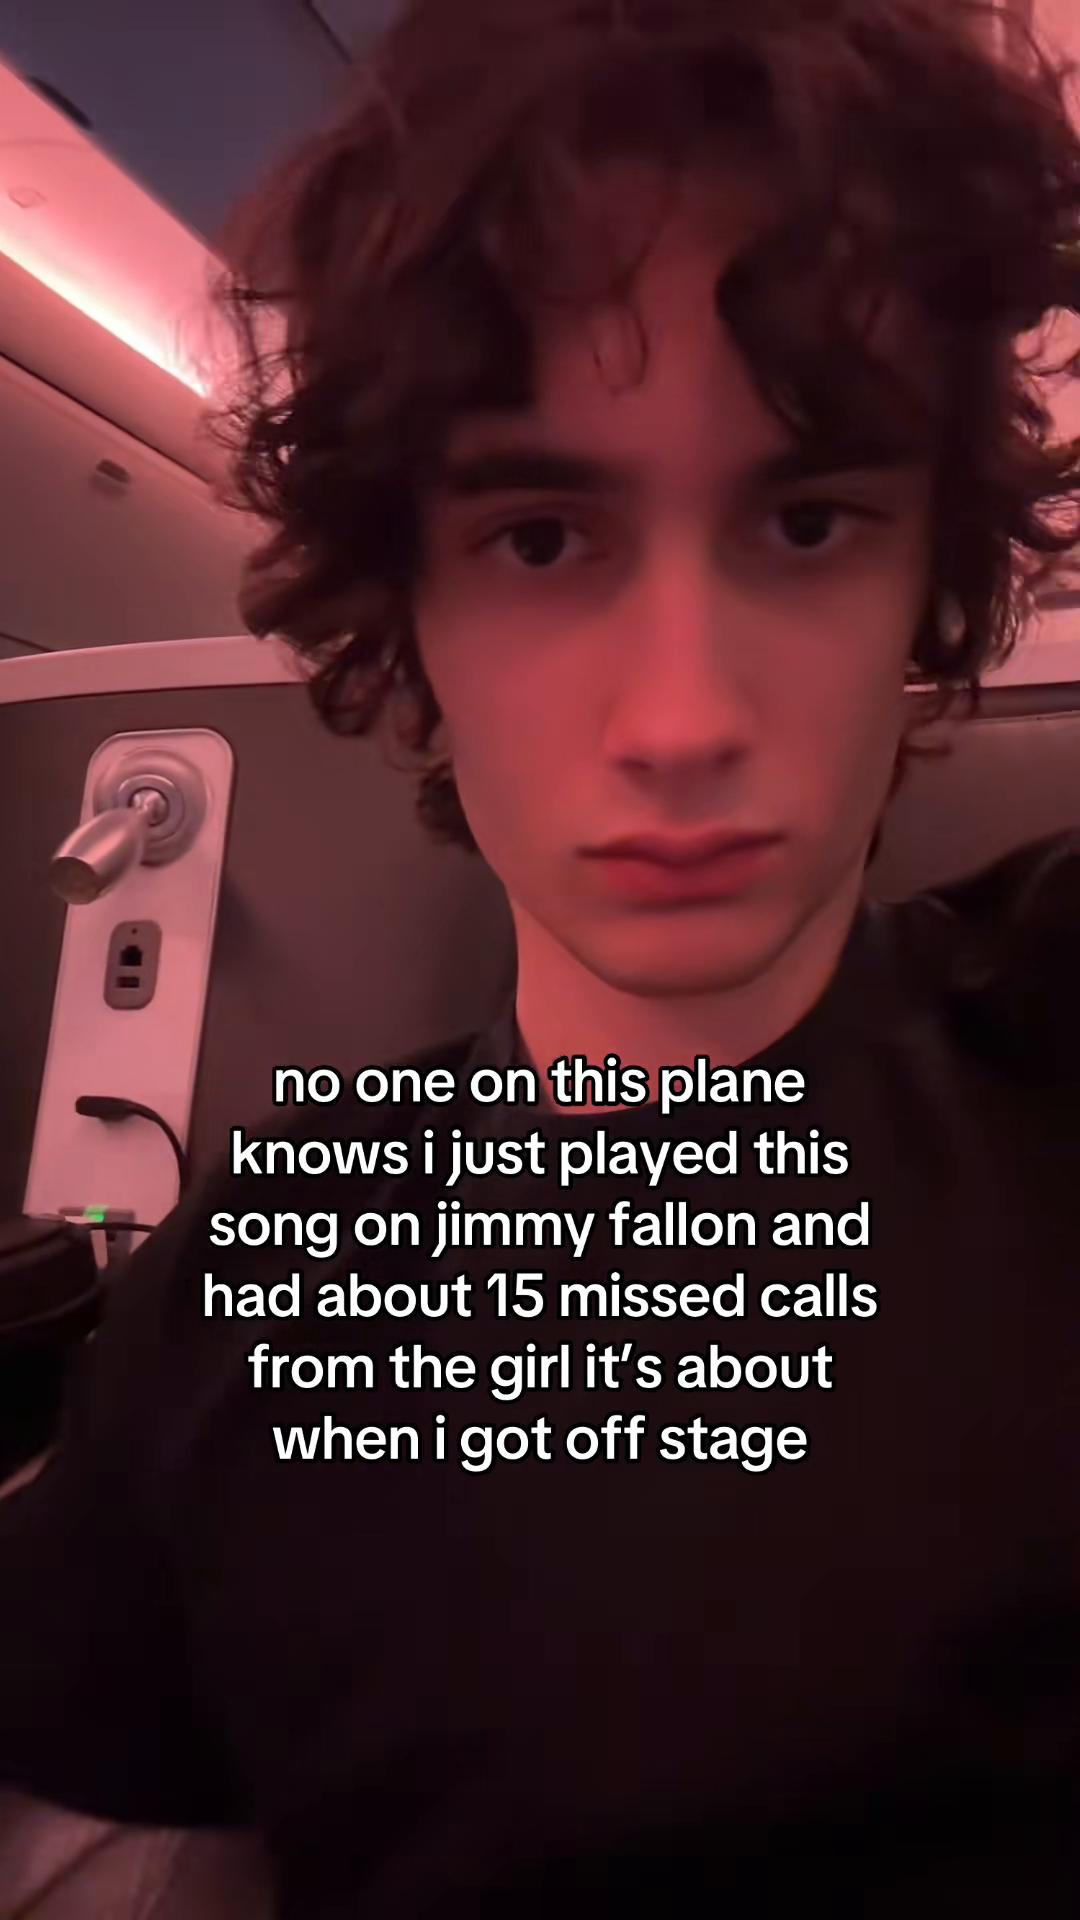 no one on this plane
knows i just played this
song on jimmy fallon and
had about 15 missed calls
from the girl it’s about
when i got off stage